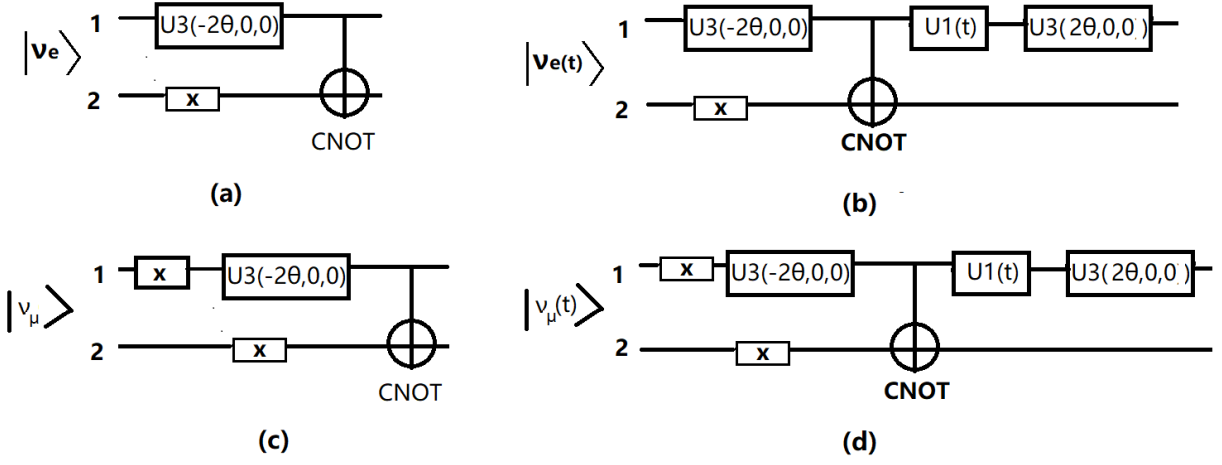 1 U3(-2θ,0,0)
|νe⟩
2 x
CNOT
(a)
1 U3(-2θ,0,0) U1(t) U3(2θ,0,0)
|νe(t)⟩
2 x
CNOT
(b)
1 x U3(-2θ,0,0)
|νμ⟩
2 x
CNOT
(c)
1 x U3(-2θ,0,0) U1(t) U3(2θ,0,0)
|νμ(t)⟩
2 x
CNOT
(d)